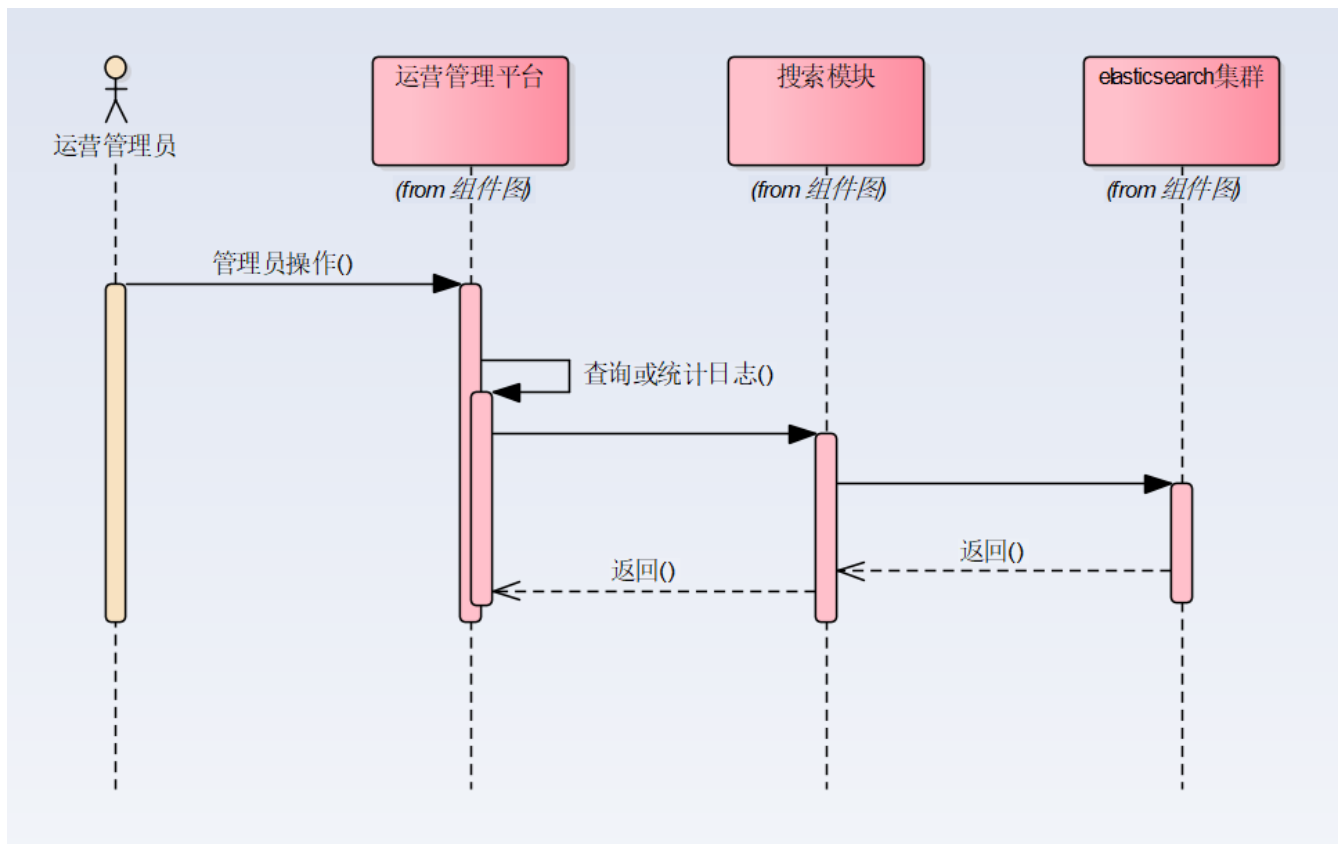 运营管理员
运营管理平台
搜索模块
elasticsearch集群
(from 组件图)
(from 组件图)
(from 组件图)
管理员操作()
查询或统计日志()
返回()
返回()